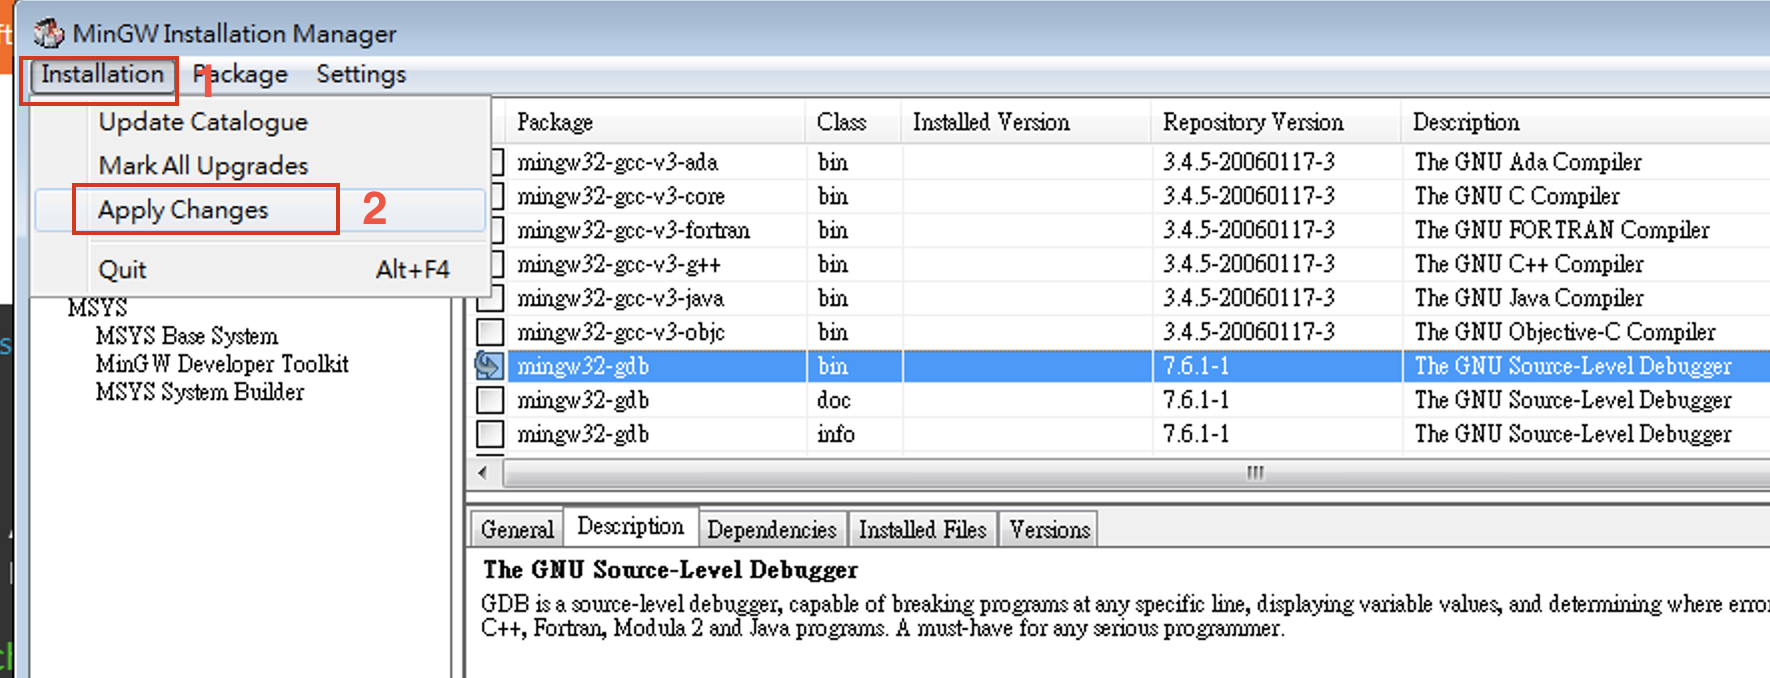 MinGW Installation Manager
Installation Package Settings
1
Update Catalogue
Mark All Upgrades
Apply Changes 2
Quit Alt+F4
MSYS
MSYS Base System
MinGW Developer Toolkit
MSYS System Builder
Package Class Installed Version Repository Version Description
mingw32-gcc-v3-ada bin 3.4.5-20060117-3 The GNU Ada Compiler
mingw32-gcc-v3-core bin 3.4.5-20060117-3 The GNU C Compiler
mingw32-gcc-v3-fortran bin 3.4.5-20060117-3 The GNU FORTRAN Compiler
mingw32-gcc-v3-g++ bin 3.4.5-20060117-3 The GNU C++ Compiler
mingw32-gcc-v3-java bin 3.4.5-20060117-3 The GNU Java Compiler
mingw32-gcc-v3-objc bin 3.4.5-20060117-3 The GNU Objective-C Compiler
mingw32-gdb bin 7.6.1-1 The GNU Source-Level Debugger
mingw32-gdb doc 7.6.1-1 The GNU Source-Level Debugger
mingw32-gdb info 7.6.1-1 The GNU Source-Level Debugger
General Description Dependencies Installed Files Versions
The GNU Source-Level Debugger
GDB is a source-level debugger, capable of breaking programs at any specific line, displaying variable values, and determining where erro
C++, Fortran, Modula 2 and Java programs. A must-have for any serious programmer.